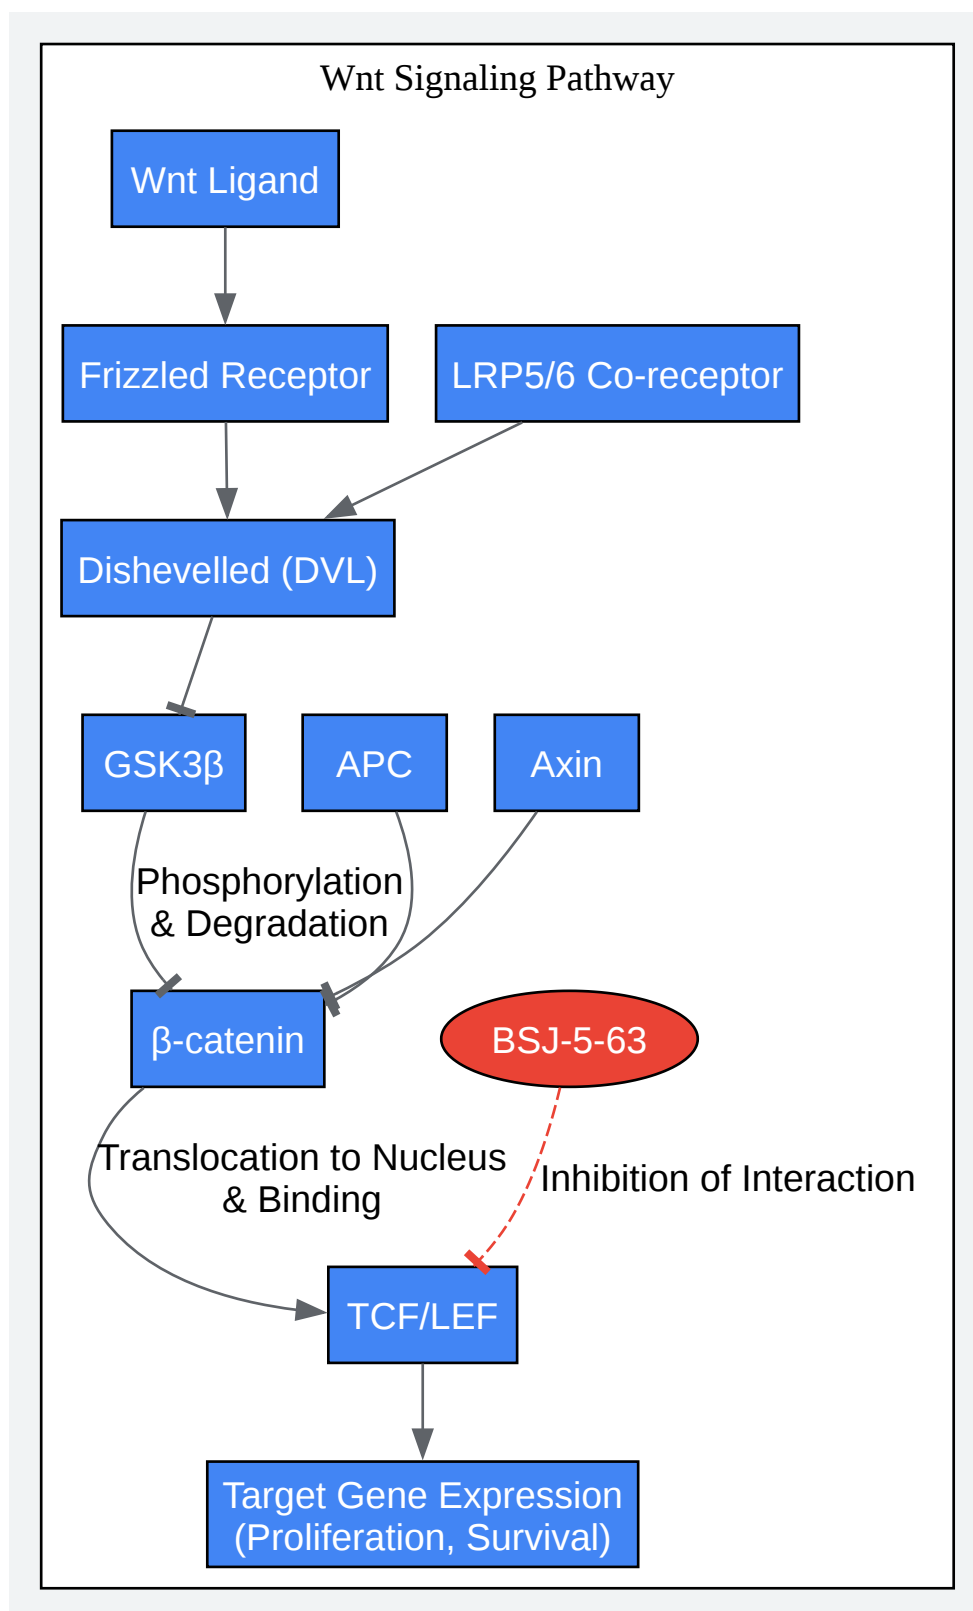 Wnt Signaling Pathway
Wnt Ligand
Frizzled Receptor
LRP5/6 Co-receptor
Dishevelled (DVL)
GSK3β
APC
Axin
Phosphorylation
& Degradation
β-catenin
BSJ-5-63
Translocation to Nucleus
& Binding
Inhibition of Interaction
TCF/LEF
Target Gene Expression
(Proliferation, Survival)